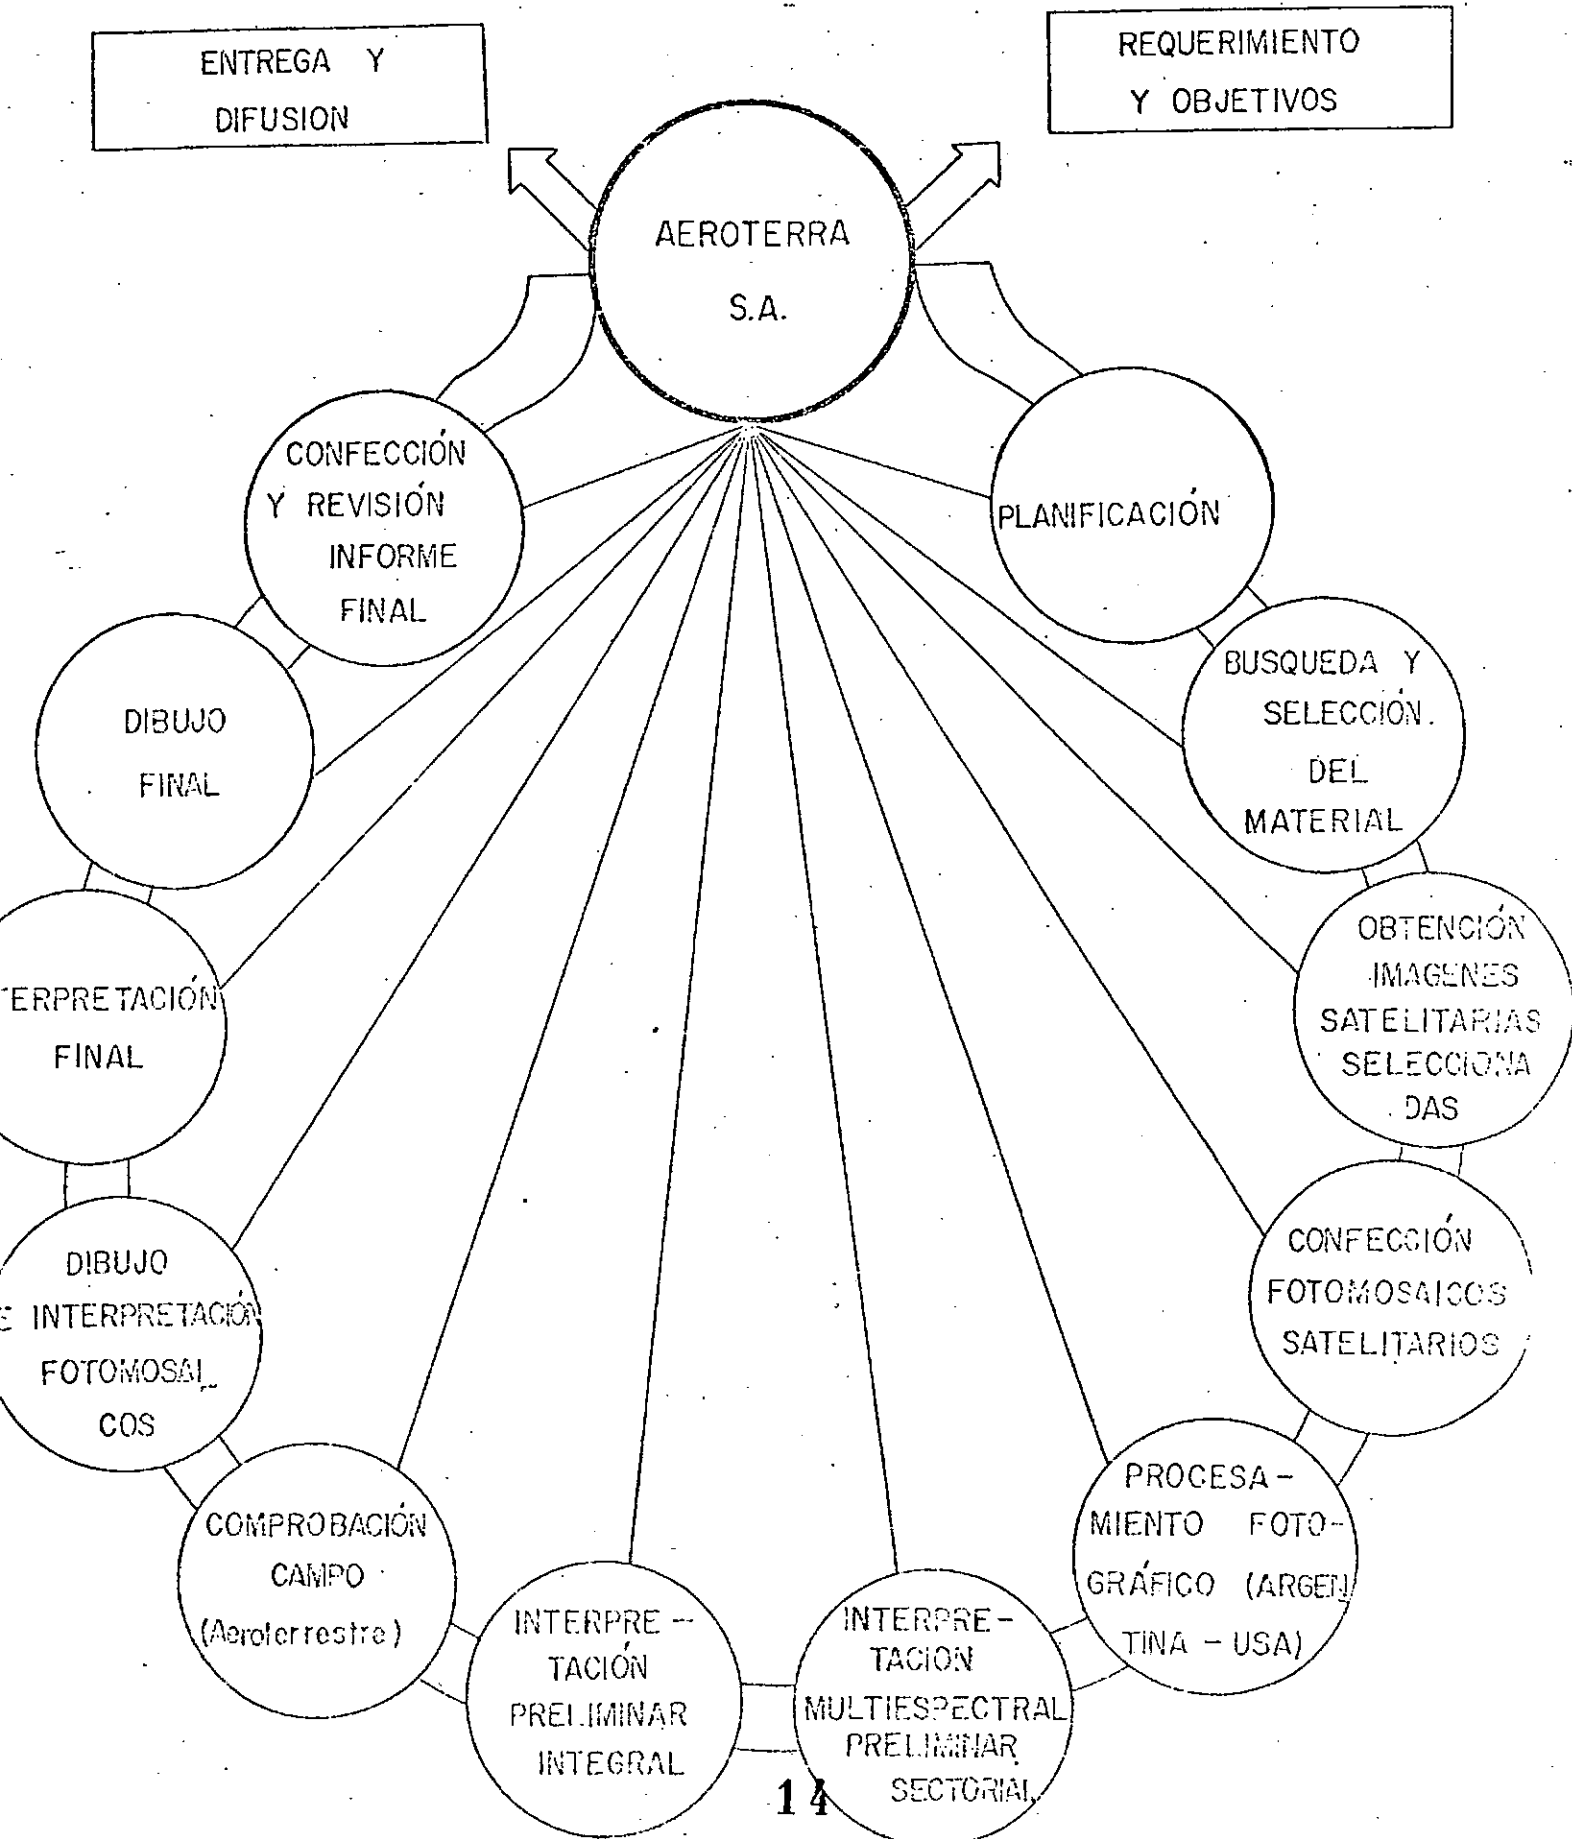 ENTREGA Y
DIFUSION
REQUERIMIENTO
Y OBJETIVOS
AEROTERRA
S.A.
CONFECCIÓN
Y REVISIÓN
INFORME
FINAL
PLANIFICACIÓN
BUSQUEDA Y
SELECCIÓN.
DEL
MATERIAL
DIBUJO
FINAL
OBTENCIÓN
IMAGENES
SATELITARIAS
SELECCIONA
DAS
TERPRETACIÓN
FINAL
CONFECCIÓN
FOTOMOSAICOS
SATELITARIOS
DIBUJO
E INTERPRETACIÓN
FOTOMOSAI_
COS
PROCESA-
MIENTO FOTO-
GRÁFICO (ARGEN
TINA - USA)
COMPROBACIÓN
CAMPO
(Aeroterrestre)
INTERPRE-
TACIÓN
PRELIMINAR
INTEGRAL
INTERPRE-
TACION
MULTIESPECTRAL
PRELIMINAR
SECTORIAL
14